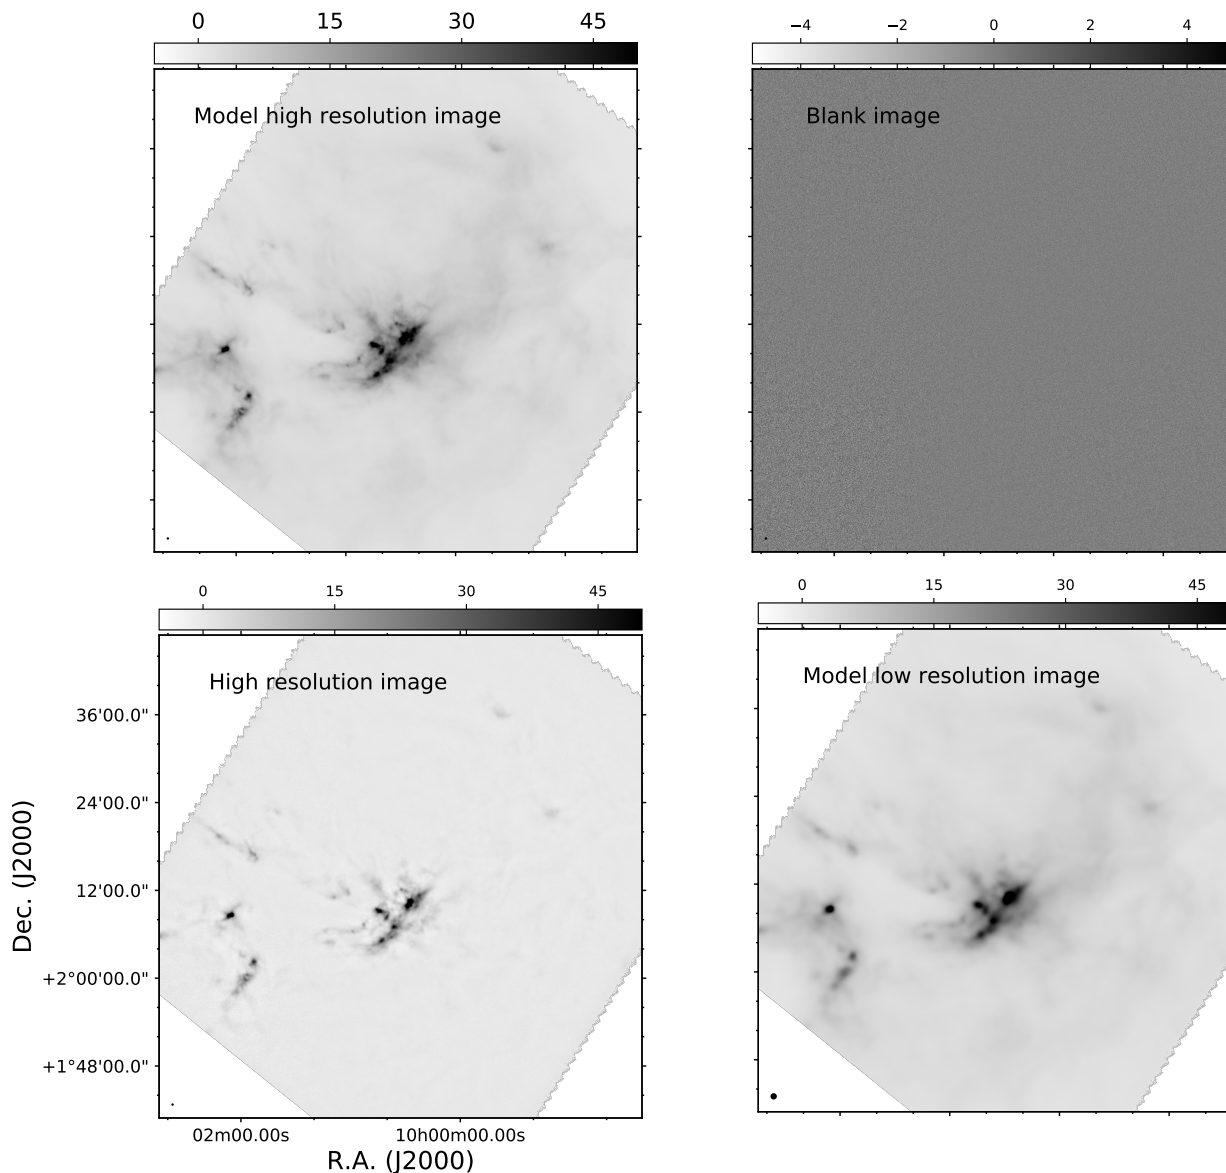 0 15 30 45
Model high resolution image
−4 −2 0 2 4
Blank image
0 15 30 45
High resolution image
36'00.0"
24'00.0"
12'00.0"
+2°00'00.0"
+1°48'00.0"
Dec. (J2000)
02m00.00s 10h00m00.00s
R.A. (J2000)
0 15 30 45
Model low resolution image